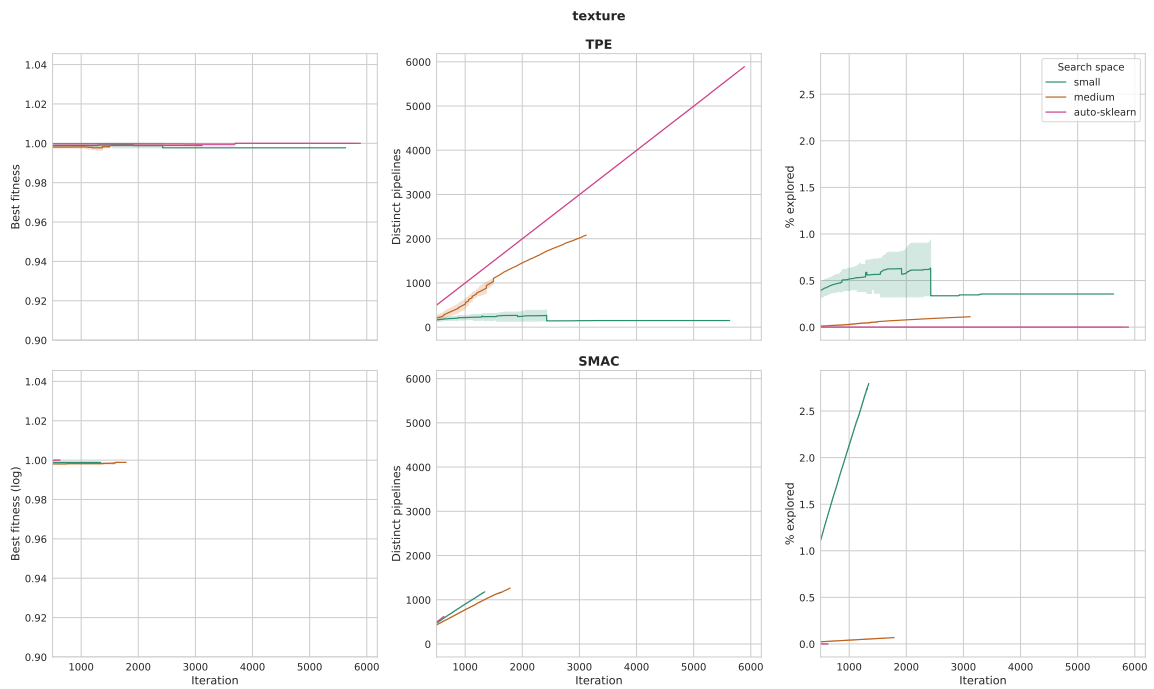 texture
TPE
1.04
1.02
1.00
0.98
0.96
0.94
0.92
0.90
Best fitness
6000
5000
4000
3000
2000
1000
0
Distinct pipelines
2.5
2.0
1.5
1.0
0.5
0.0
% explored
Search space
small
medium
auto-sklearn
SMAC
1.04
1.02
1.00
0.98
0.96
0.94
0.92
0.90
Best fitness (log)
1000 2000 3000 4000 5000 6000
Iteration
6000
5000
4000
3000
2000
1000
0
Distinct pipelines
1000 2000 3000 4000 5000 6000
Iteration
2.5
2.0
1.5
1.0
0.5
0.0
% explored
1000 2000 3000 4000 5000 6000
Iteration